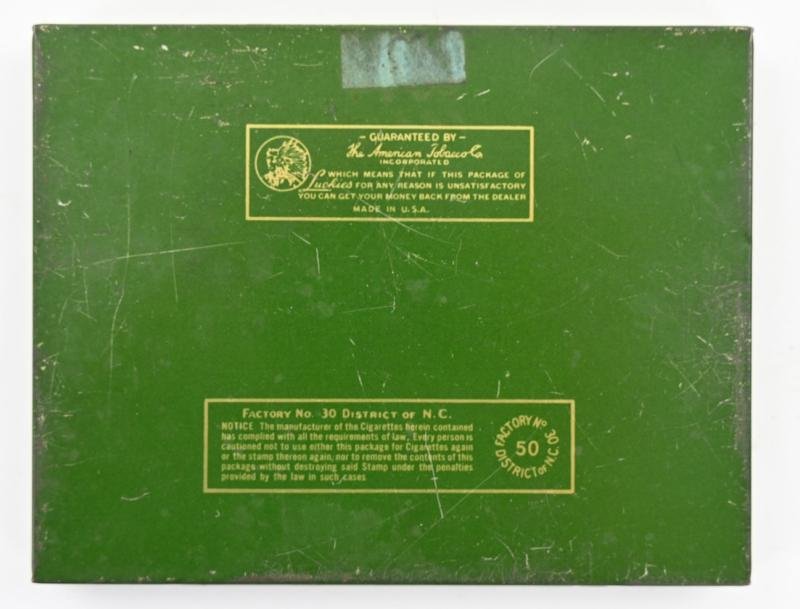 - GUARANTEED BY -
The American Tobacco Co.
INCORPORATED
WHICH MEANS THAT IF THIS PACKAGE OF
Luckies FOR ANY REASON IS UNSATISFACTORY
YOU CAN GET YOUR MONEY BACK FROM THE DEALER
MADE IN U.S.A.
FACTORY NO. 30 DISTRICT OF N.C.
NOTICE The manufacturer of the Cigarettes herein contained
has complied with all the requirements of law. Every person is
cautioned not to use either this package for Cigarettes again
or the stamp thereon again, nor to remove the contents of this
package without destroying said Stamp under the penalties
provided by the law in such cases
FACTORY Nº 30
50
DISTRICT OF N.C.